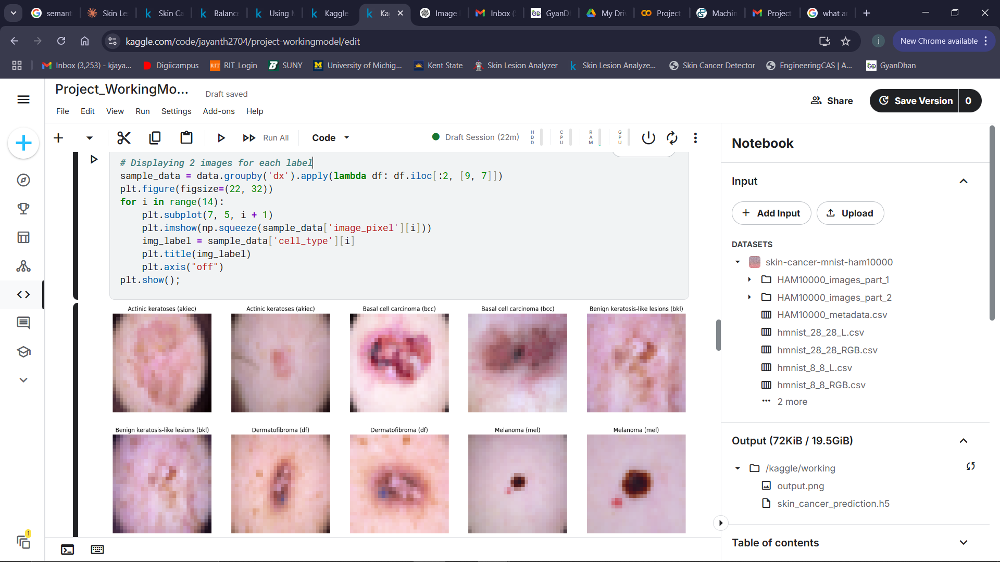 semant
Skin Le
Skin Ca
Balance
Using
Kaggle
Ka
Image
Inbox (
GyanD
My Driv
Project
Machin
Project
what a
kaggle.com/code/jayanth2704/project-workingmodel/edit
j
New Chrome available
Inbox (3,253) - kjaya...
Digiicampus
RIT_Login
SUNY
University of Michig...
Kent State
Skin Lesion Analyzer
Skin Lesion Analyze...
Skin Cancer Detector
EngineeringCAS | A...
GyanDhan
Project_WorkingMo...
Draft saved
File Edit View Run Settings Add-ons Help
Share
Save Version
0
Run All
Code
Draft Session (22m)
HDD
CPU
RAM
GPU
# Displaying 2 images for each label
sample_data = data.groupby('dx').apply(lambda df: df.iloc[:2, [9, 7]])
plt.figure(figsize=(22, 32))
for i in range(14):
    plt.subplot(7, 5, i + 1)
    plt.imshow(np.squeeze(sample_data['image_pixel'][i]))
    img_label = sample_data['cell_type'][i]
    plt.title(img_label)
    plt.axis("off")
plt.show();
Actinic keratoses (akiec)
Actinic keratoses (akiec)
Basal cell carcinoma (bcc)
Basal cell carcinoma (bcc)
Benign keratosis-like lesions (bkl)
Benign keratosis-like lesions (bkl)
Dermatofibroma (df)
Dermatofibroma (df)
Melanoma (mel)
Melanoma (mel)
Notebook
Input
Add Input
Upload
DATASETS
skin-cancer-mnist-ham10000
HAM10000_images_part_1
HAM10000_images_part_2
HAM10000_metadata.csv
hmnist_28_28_L.csv
hmnist_28_28_RGB.csv
hmnist_8_8_L.csv
hmnist_8_8_RGB.csv
2 more
Output (72KiB / 19.5GiB)
/kaggle/working
output.png
skin_cancer_prediction.h5
Table of contents
1